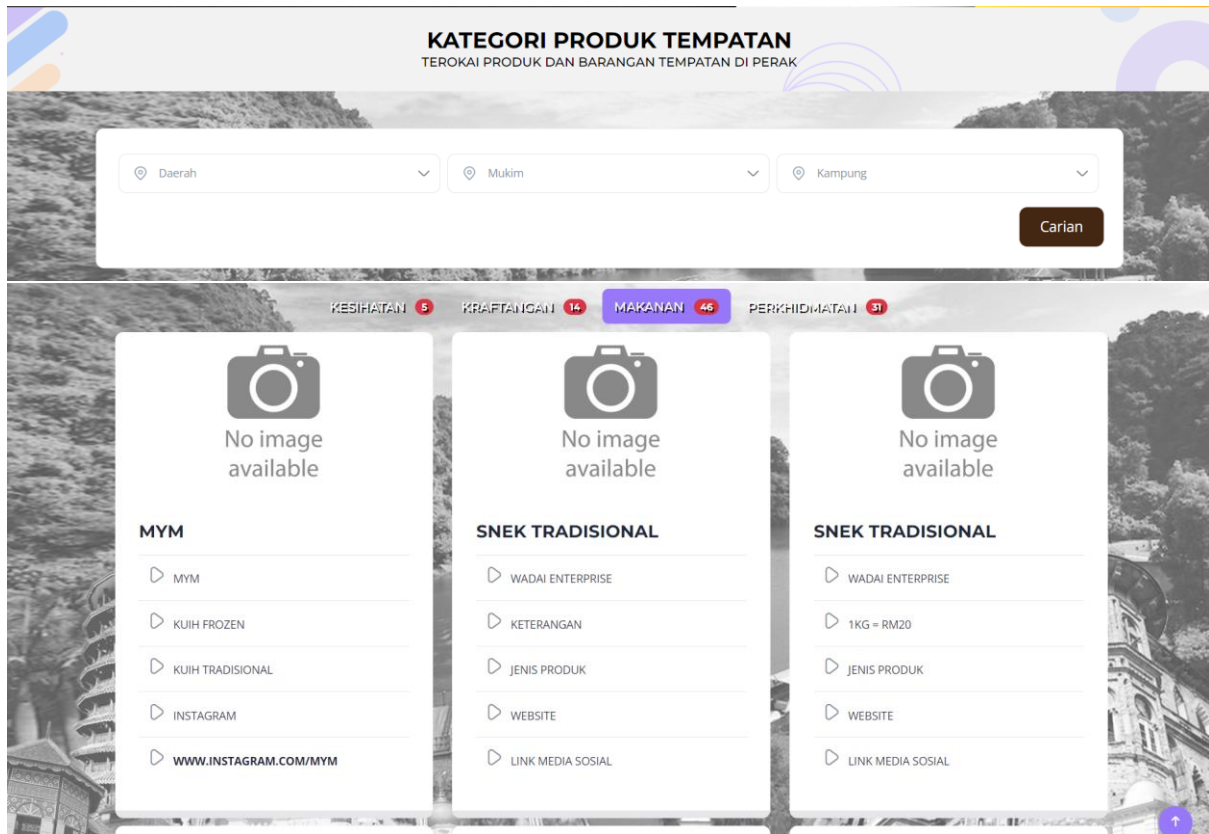 KATEGORI PRODUK TEMPATAN
TEROKAI PRODUK DAN BARANGAN TEMPATAN DI PERAK
Daerah
Mukim
Kampung
Carian
KESIHATAN 5
KRAFTANGAN 14
MAKANAN 46
PERKHIDMATAN 31
No image
available
MYM
MYM
KUIH FROZEN
KUIH TRADISIONAL
INSTAGRAM
WWW.INSTAGRAM.COM/MYM
No image
available
SNEK TRADISIONAL
WADAI ENTERPRISE
KETERANGAN
JENIS PRODUK
WEBSITE
LINK MEDIA SOSIAL
No image
available
SNEK TRADISIONAL
WADAI ENTERPRISE
1KG = RM20
JENIS PRODUK
WEBSITE
LINK MEDIA SOSIAL